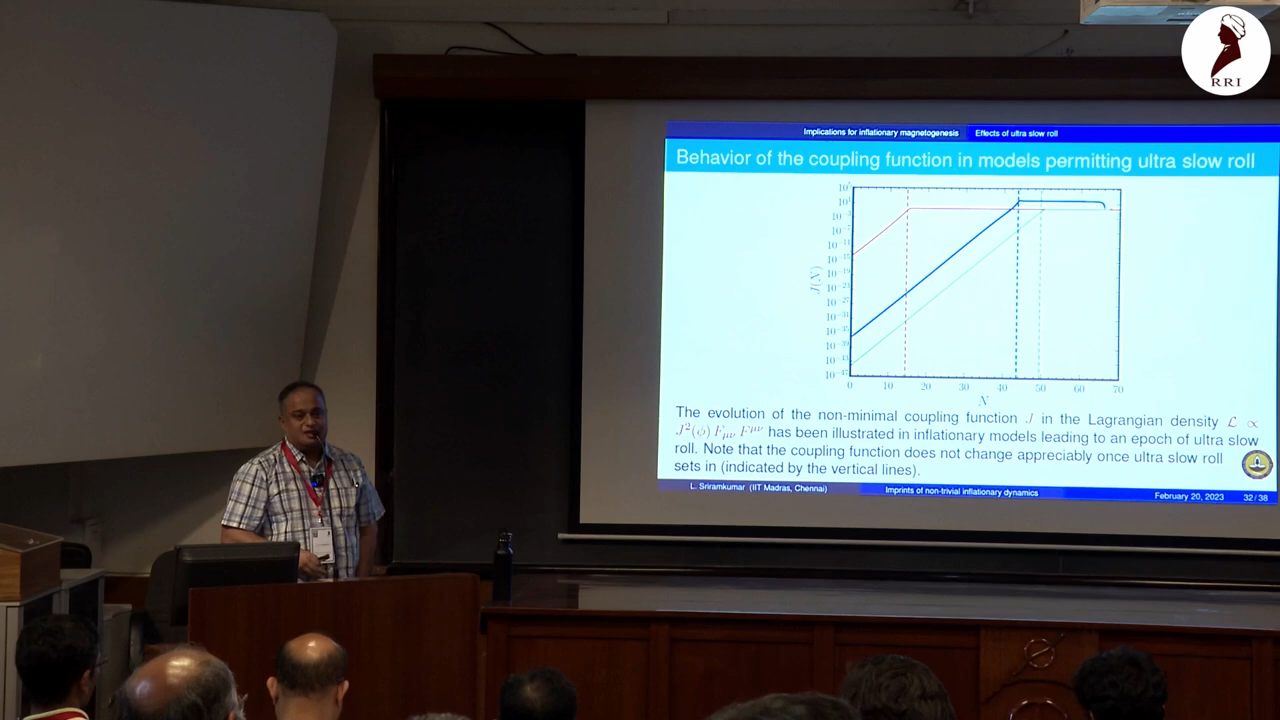 RRI
Implications for inflationary magnetogenesis Effects of ultra slow roll
Behavior of the coupling function in models permitting ultra slow roll
J(N)
0 10 20 30 40 50 60 70
N
The evolution of the non-minimal coupling function J in the Lagrangian density ℒ ∝
J²(ϕ) Fμν Fμν has been illustrated in inflationary models leading to an epoch of ultra slow
roll. Note that the coupling function does not change appreciably once ultra slow roll
sets in (indicated by the vertical lines).
L. Sriramkumar (IIT Madras, Chennai) Imprints of non-trivial inflationary dynamics February 20, 2023 32/38